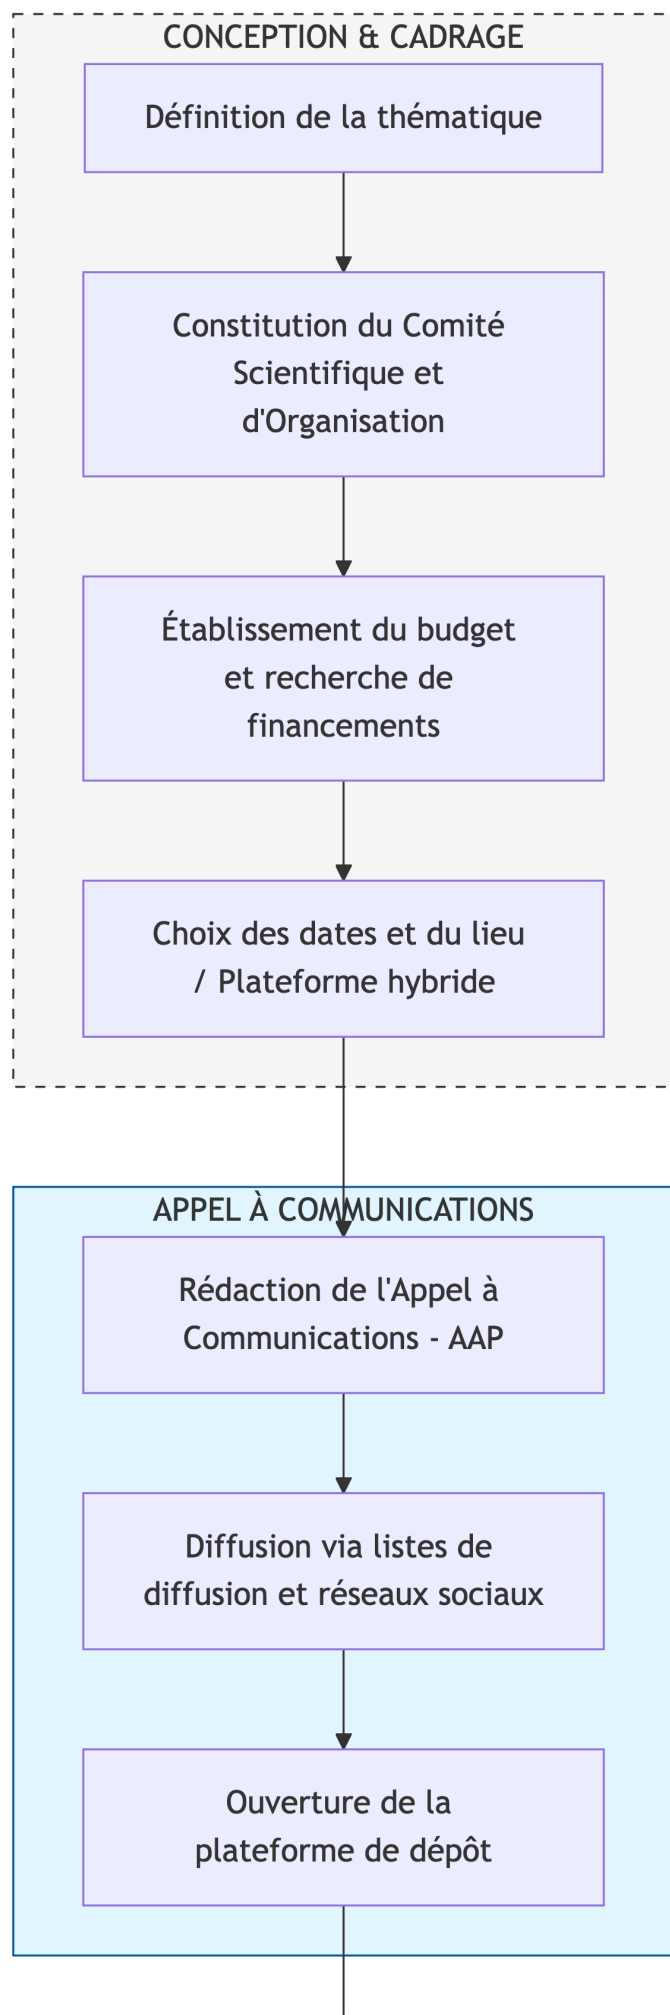 CONCEPTION & CADRAGE
Définition de la thématique
Constitution du Comité
Scientifique et
d'Organisation
Établissement du budget
et recherche de
financements
Choix des dates et du lieu
/ Plateforme hybride
APPEL À COMMUNICATIONS
Rédaction de l'Appel à
Communications - AAP
Diffusion via listes de
diffusion et réseaux sociaux
Ouverture de la
plateforme de dépôt